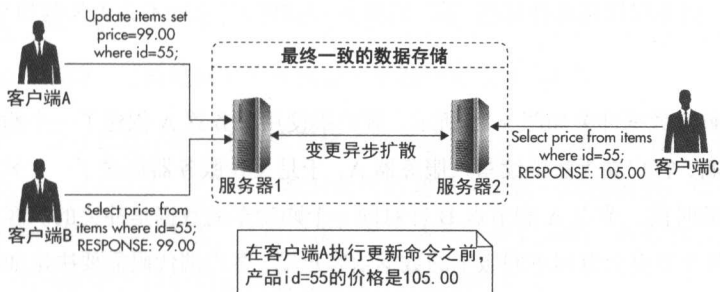 Update items set
price=99.00
where id=55;
客户端A
最终一致的数据存储
服务器1
变更异步扩散
服务器2
Select price from items
where id=55;
RESPONSE: 105.00
客户端C
Select price from
items where id=55;
RESPONSE: 99.00
客户端B
在客户端A执行更新命令之前,
产品id=55的价格是105.00